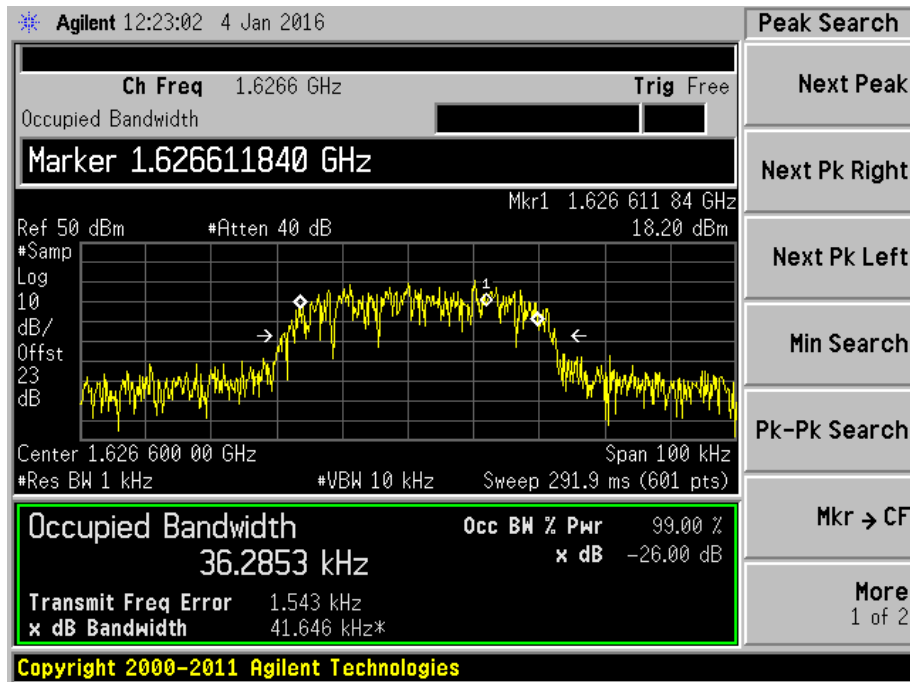 Agilent 12:23:02 4 Jan 2016
Peak Search
Ch Freq 1.6266 GHz
Trig Free
Occupied Bandwidth
Marker 1.626611840 GHz
Mkr1 1.626 611 84 GHz
Ref 50 dBm #Atten 40 dB 18.20 dBm
#Samp
Log
10
dB/
Offst
23
dB
1
Center 1.626 600 00 GHz Span 100 kHz
#Res BW 1 kHz #VBW 10 kHz Sweep 291.9 ms (601 pts)
Occupied Bandwidth
36.2853 kHz
Occ BW % Pwr 99.00 %
x dB -26.00 dB
Transmit Freq Error 1.543 kHz
x dB Bandwidth 41.646 kHz*
Next Peak
Next Pk Right
Next Pk Left
Min Search
Pk-Pk Search
Mkr → CF
More
1 of 2
Copyright 2000-2011 Agilent Technologies